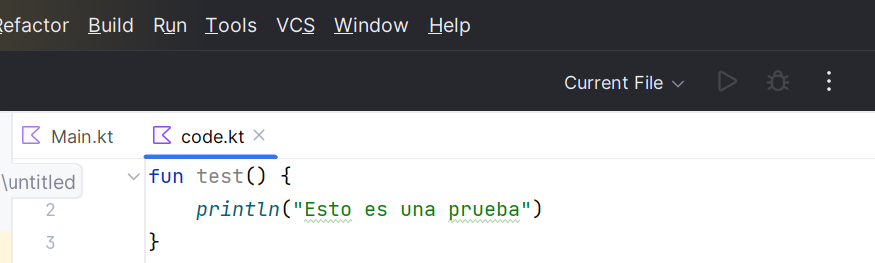 Refactor Build Run Tools VCS Window Help
Current File
Main.kt code.kt
\untitled
fun test() {
2 println("Esto es una prueba")
3 }